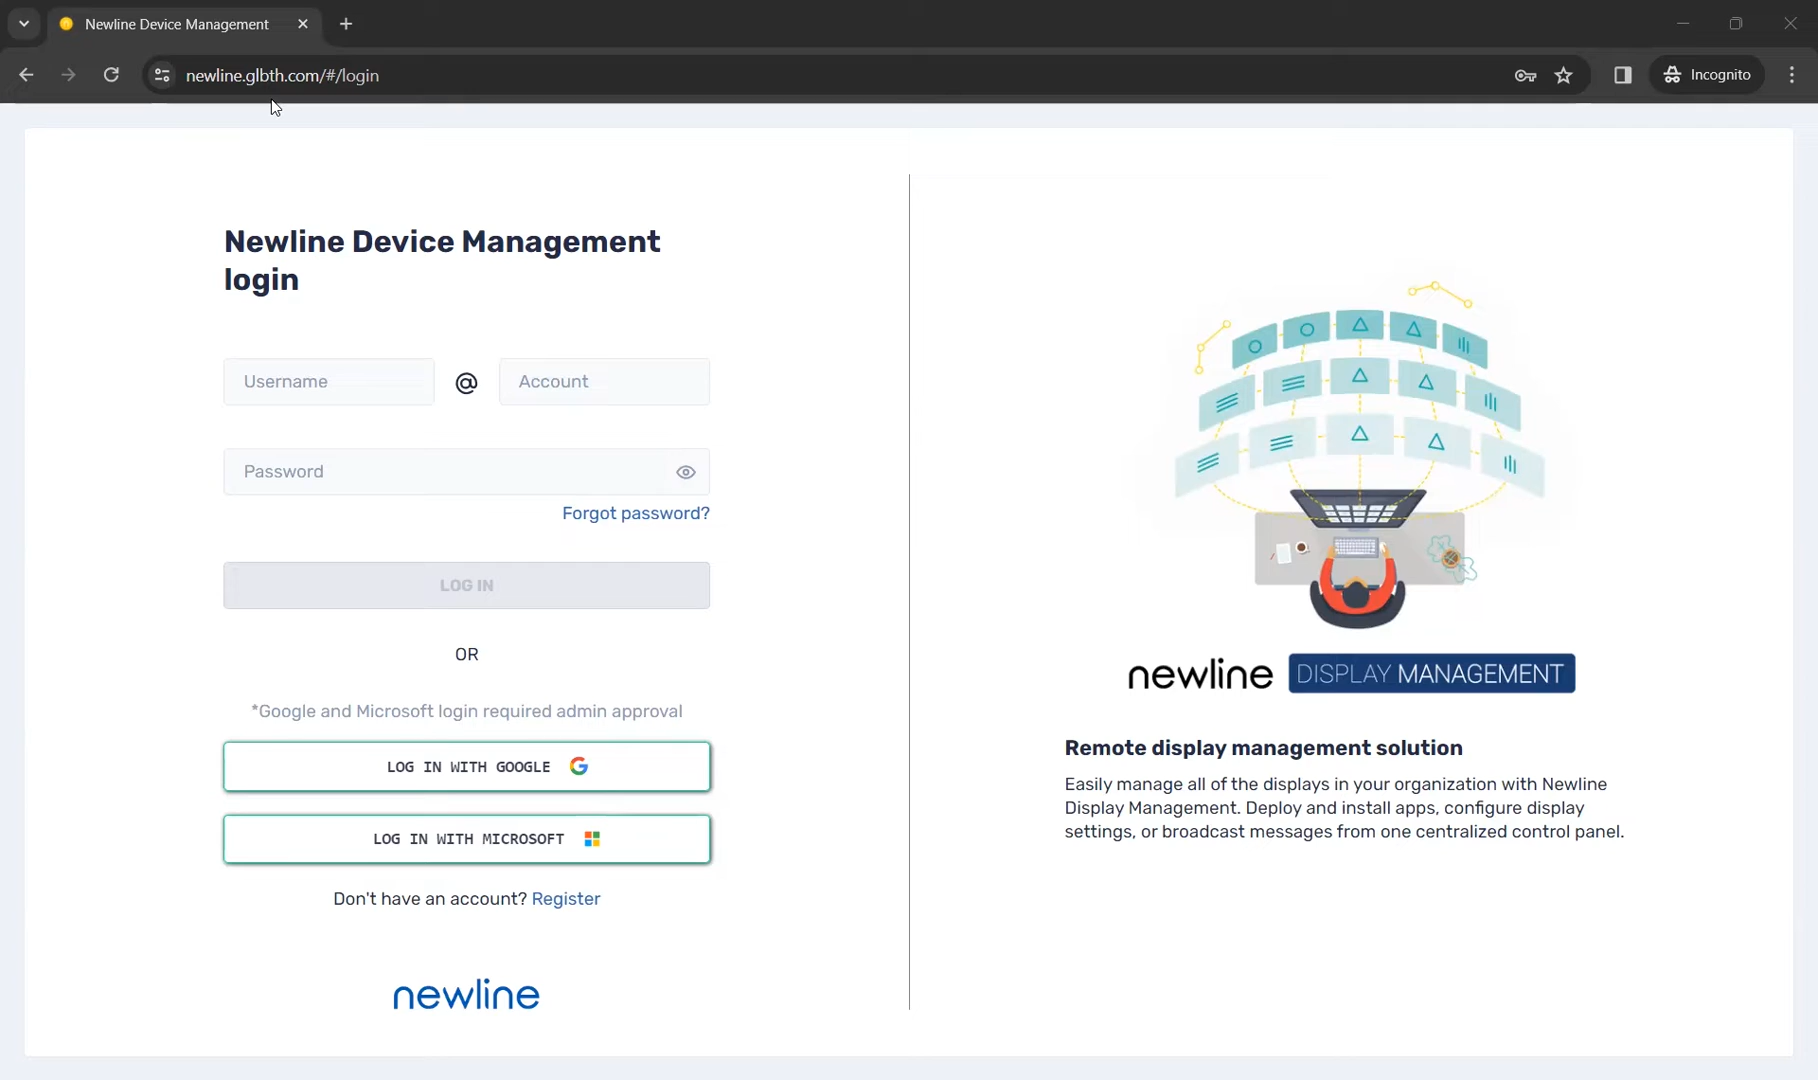 Newline Device Management
newline.glbth.com/#/login
Incognito
Newline Device Management
login
Username @ Account
Password
Forgot password?
LOG IN
OR
*Google and Microsoft login required admin approval
LOG IN WITH GOOGLE
LOG IN WITH MICROSOFT
Don't have an account? Register
newline
newline DISPLAY MANAGEMENT
Remote display management solution
Easily manage all of the displays in your organization with Newline
Display Management. Deploy and install apps, configure display
settings, or broadcast messages from one centralized control panel.